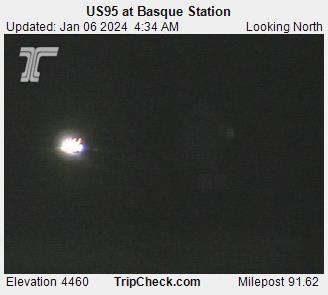 US95 at Basque Station
Updated: Jan 06 2024 4:34 AM Looking North
Elevation 4460 TripCheck.com Milepost 91.62